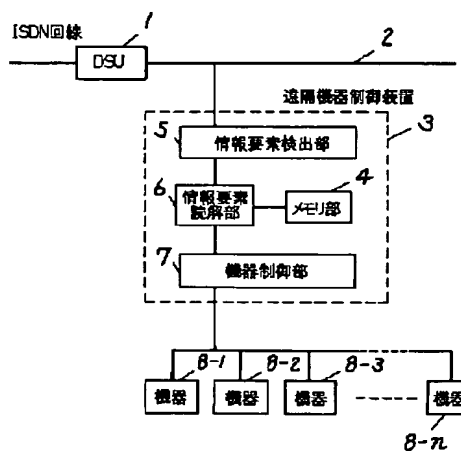 ISDN回線
1
DSU
2
遠隔機器制御装置
3
5
情報要素検出部
4
6
情報要素
読解部
メモリ部
7
機器制御部
8-1
8-2
8-3
機器
機器
機器
機器
8-n